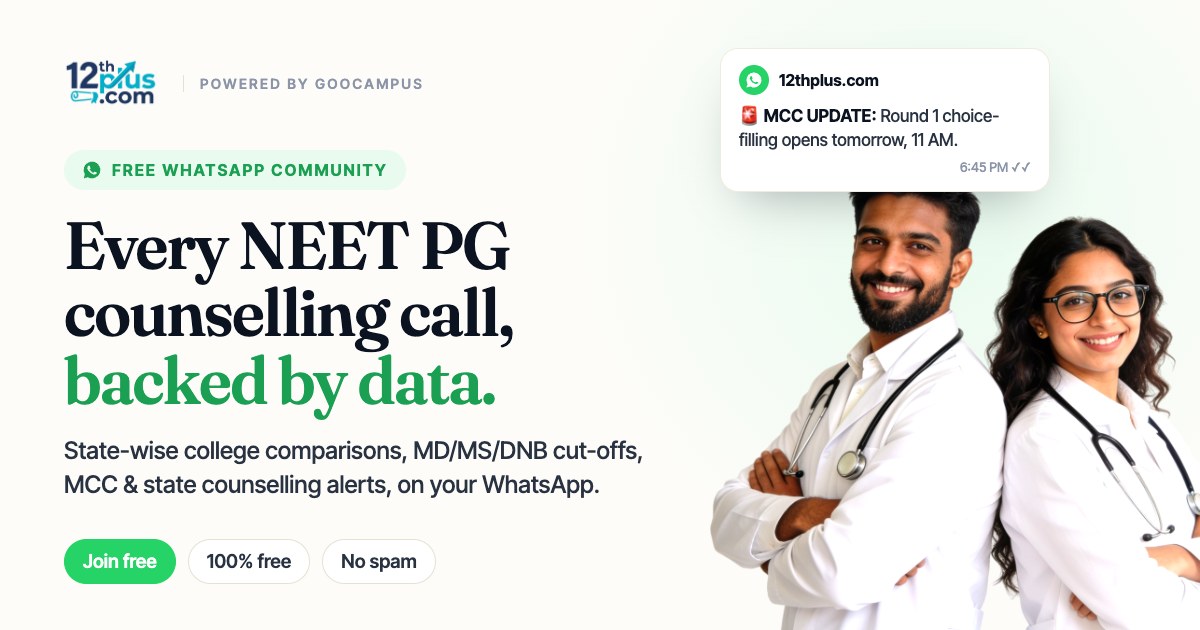 12th plus .com
POWERED BY GOOCAMPUS
FREE WHATSAPP COMMUNITY
Every NEET PG
counselling call,
backed by data.
State-wise college comparisons, MD/MS/DNB cut-offs,
MCC & state counselling alerts, on your WhatsApp.
Join free
100% free
No spam
12thplus.com
🚨 MCC UPDATE: Round 1 choice-
filling opens tomorrow, 11 AM.
6:45 PM ✓✓